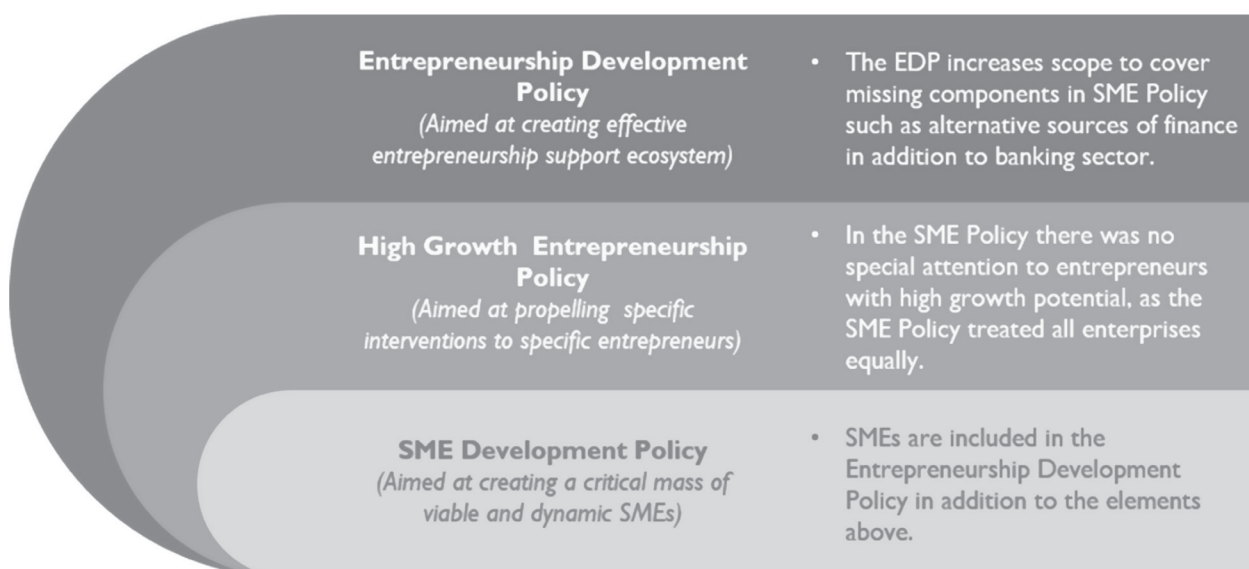 Entrepreneurship Development
Policy
(Aimed at creating effective
entrepreneurship support ecosystem)
• The EDP increases scope to cover
missing components in SME Policy
such as alternative sources of finance
in addition to banking sector.
High Growth Entrepreneurship
Policy
(Aimed at propelling specific
interventions to specific entrepreneurs)
• In the SME Policy there was no
special attention to entrepreneurs
with high growth potential, as the
SME Policy treated all enterprises
equally.
SME Development Policy
(Aimed at creating a critical mass of
viable and dynamic SMEs)
• SMEs are included in the
Entrepreneurship Development
Policy in addition to the elements
above.